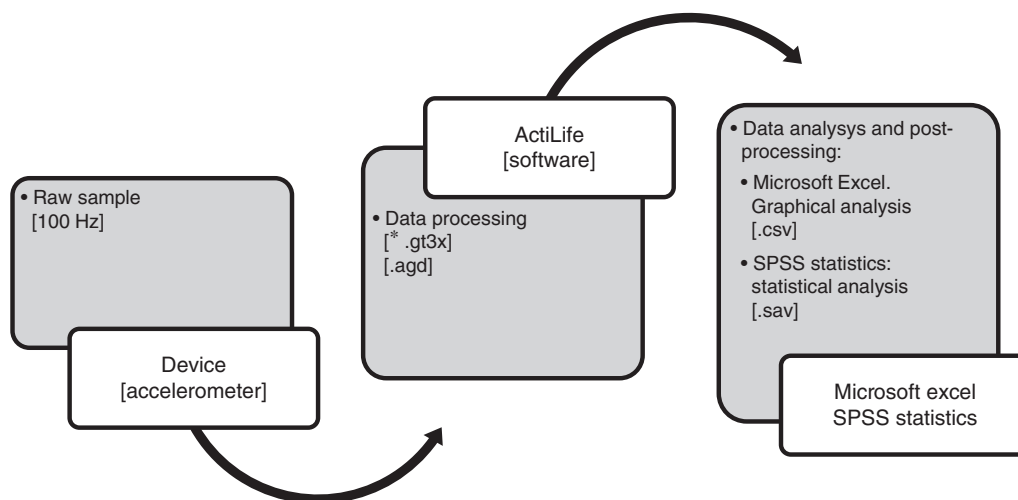 • Raw sample
[100 Hz]
Device
[accelerometer]
ActiLife
[software]
• Data processing
[* .gt3x]
[.agd]
• Data analysys and post-
processing:
• Microsoft Excel.
Graphical analysis
[.csv]
• SPSS statistics:
statistical analysis
[.sav]
Microsoft excel
SPSS statistics